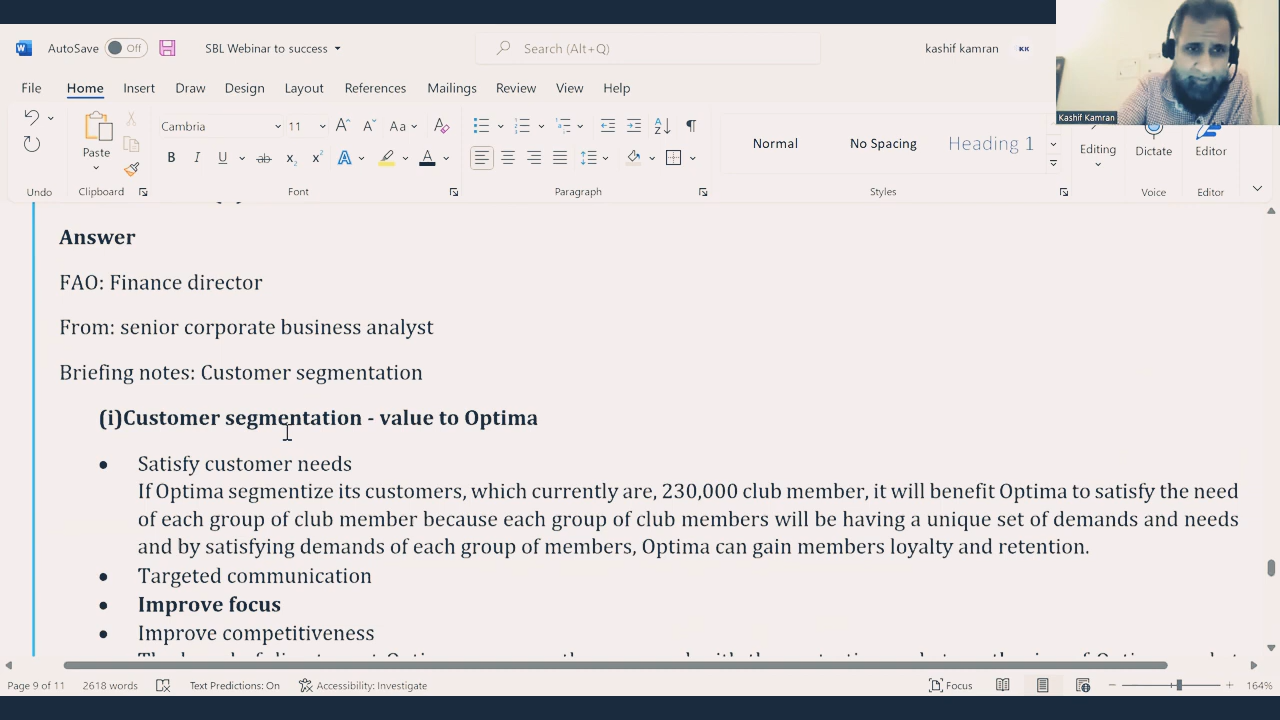 AutoSave Off SBL Webinar to success Search (Alt+Q) kashif kamran KK
File Home Insert Draw Design Layout References Mailings Review View Help
Kashif Kamran
Cambria 11 Aa A
Paste B I U ab x₂ x² A A Normal No Spacing Heading 1 Editing Dictate Editor
Undo Clipboard Font Paragraph Styles Voice Editor
Answer
FAO: Finance director
From: senior corporate business analyst
Briefing notes: Customer segmentation
(i)Customer segmentation - value to Optima
• Satisfy customer needs
If Optima segmentize its customers, which currently are, 230,000 club member, it will benefit Optima to satisfy the need
of each group of club member because each group of club members will be having a unique set of demands and needs
and by satisfying demands of each group of members, Optima can gain members loyalty and retention.
• Targeted communication
• Improve focus
• Improve competitiveness
Page 9 of 11 2618 words Text Predictions: On Accessibility: Investigate Focus 164%